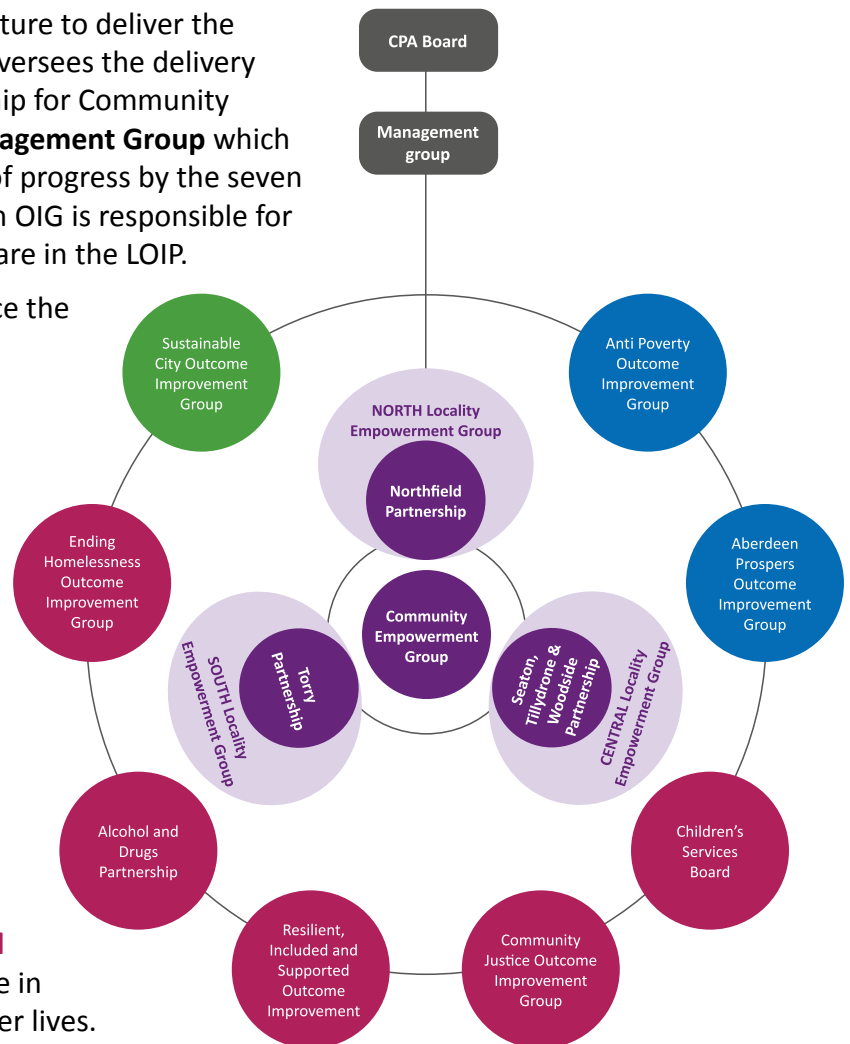 ture to deliver the
versees the delivery
hip for Community
agement Group which
of progress by the seven
OIG is responsible for
are in the LOIP.
ce the
in
er lives.
CPA Board
Management
group
Sustainable
City Outcome
Improvement
Group
Anti Poverty
Outcome
Improvement
Group
NORTH Locality
Empowerment Group
Northfield
Partnership
Ending
Homelessness
Outcome
Improvement
Group
Aberdeen
Prospers
Outcome
Improvement
Group
Community
Empowerment
Group
SOUTH Locality
Empowerment Group
Torry
Partnership
Seaton,
Tillydrone &
Woodside
Partnership
CENTRAL Locality
Empowerment Group
Alcohol and
Drugs
Partnership
Children's
Services
Board
Resilient,
Included and
Supported
Outcome
Improvement
Community
Justice Outcome
Improvement
Group